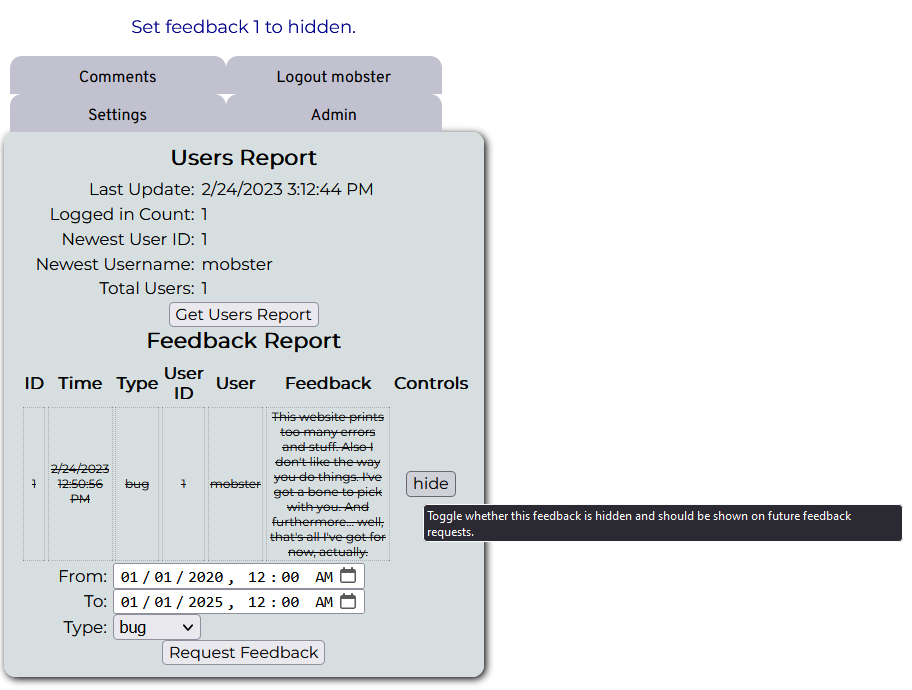 Set feedback 1 to hidden.
Comments
Logout mobster
Settings
Admin
Users Report
Last Update: 2/24/2023 3:12:44 PM
Logged in Count: 1
Newest User ID: 1
Newest Username: mobster
Total Users: 1
Get Users Report
Feedback Report
ID Time Type User ID User Feedback Controls
1
2/24/2023
12:50:56
PM
bug
1
mobster
This website prints
too many errors
and stuff. Also I
don't like the way
you do things. I've
got a bone to pick
with you. And
furthermore... well,
that's all I've got for
now, actually.
hide
Toggle whether this feedback is hidden and should be shown on future feedback
requests.
From: 01/01/2020, 12:00 AM
To: 01/01/2025, 12:00 AM
Type: bug
Request Feedback